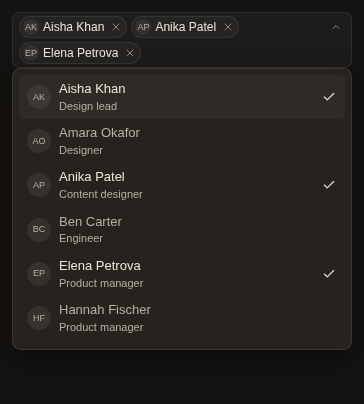 AK Aisha Khan AP Anika Patel
EP Elena Petrova
AK Aisha Khan
Design lead
AO Amara Okafor
Designer
AP Anika Patel
Content designer
BC Ben Carter
Engineer
EP Elena Petrova
Product manager
HF Hannah Fischer
Product manager